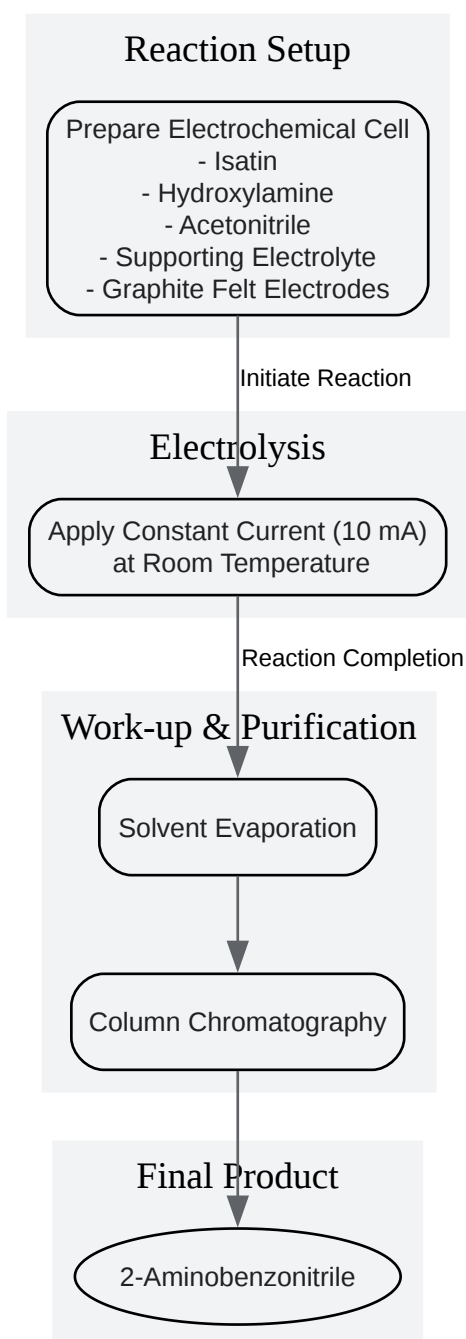 Reaction Setup
Prepare Electrochemical Cell
- Isatin
- Hydroxylamine
- Acetonitrile
- Supporting Electrolyte
- Graphite Felt Electrodes
Initiate Reaction
Electrolysis
Apply Constant Current (10 mA)
at Room Temperature
Reaction Completion
Work-up & Purification
Solvent Evaporation
Column Chromatography
Final Product
2-Aminobenzonitrile